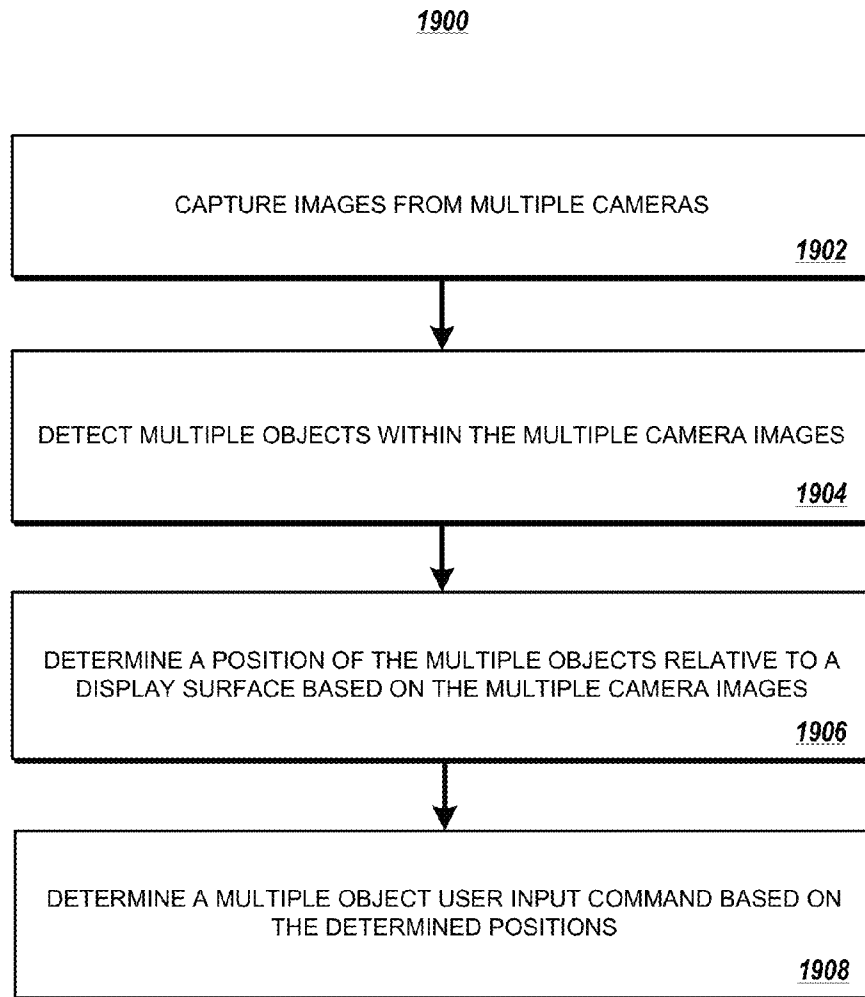 1900
CAPTURE IMAGES FROM MULTIPLE CAMERAS
1902
DETECT MULTIPLE OBJECTS WITHIN THE MULTIPLE CAMERA IMAGES
1904
DETERMINE A POSITION OF THE MULTIPLE OBJECTS RELATIVE TO A
DISPLAY SURFACE BASED ON THE MULTIPLE CAMERA IMAGES
1906
DETERMINE A MULTIPLE OBJECT USER INPUT COMMAND BASED ON
THE DETERMINED POSITIONS
1908